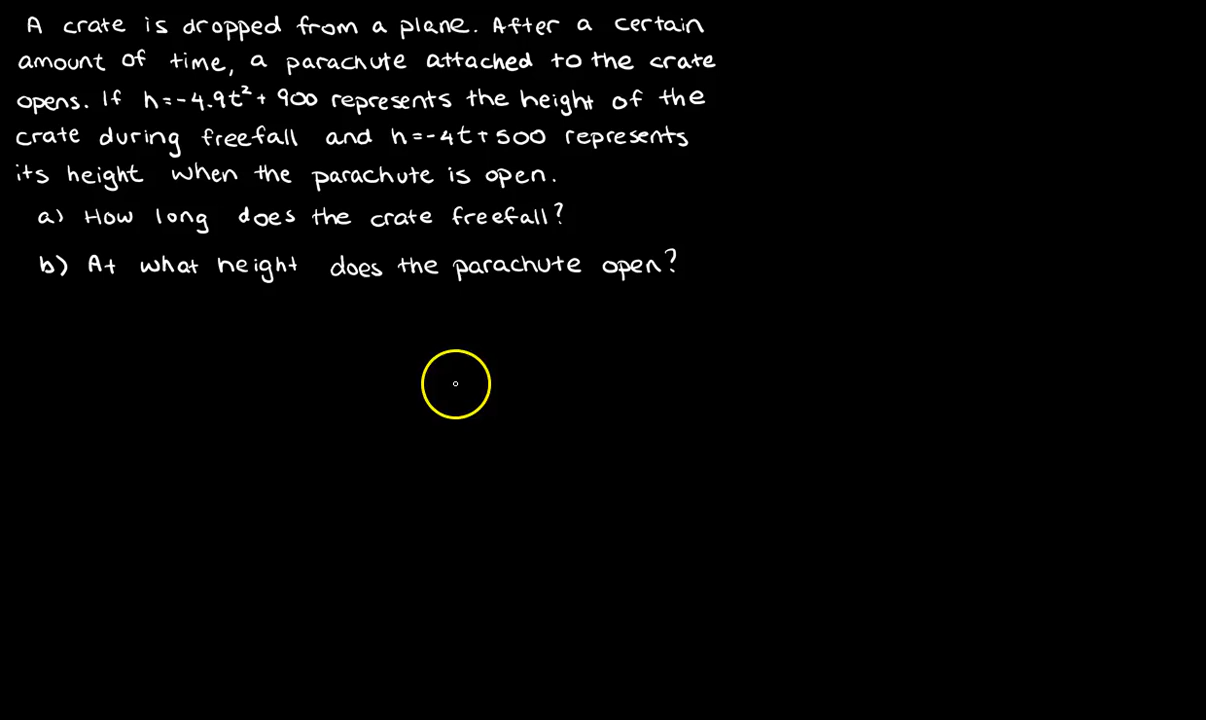 A crate is dropped from a plane. After a certain
amount of time, a parachute attached to the crate
opens. If h=-4.9t²+900 represents the height of the
crate during freefall and h=-4t+500 represents
its height when the parachute is open.
a) How long does the crate freefall?
b) At what height does the parachute open?